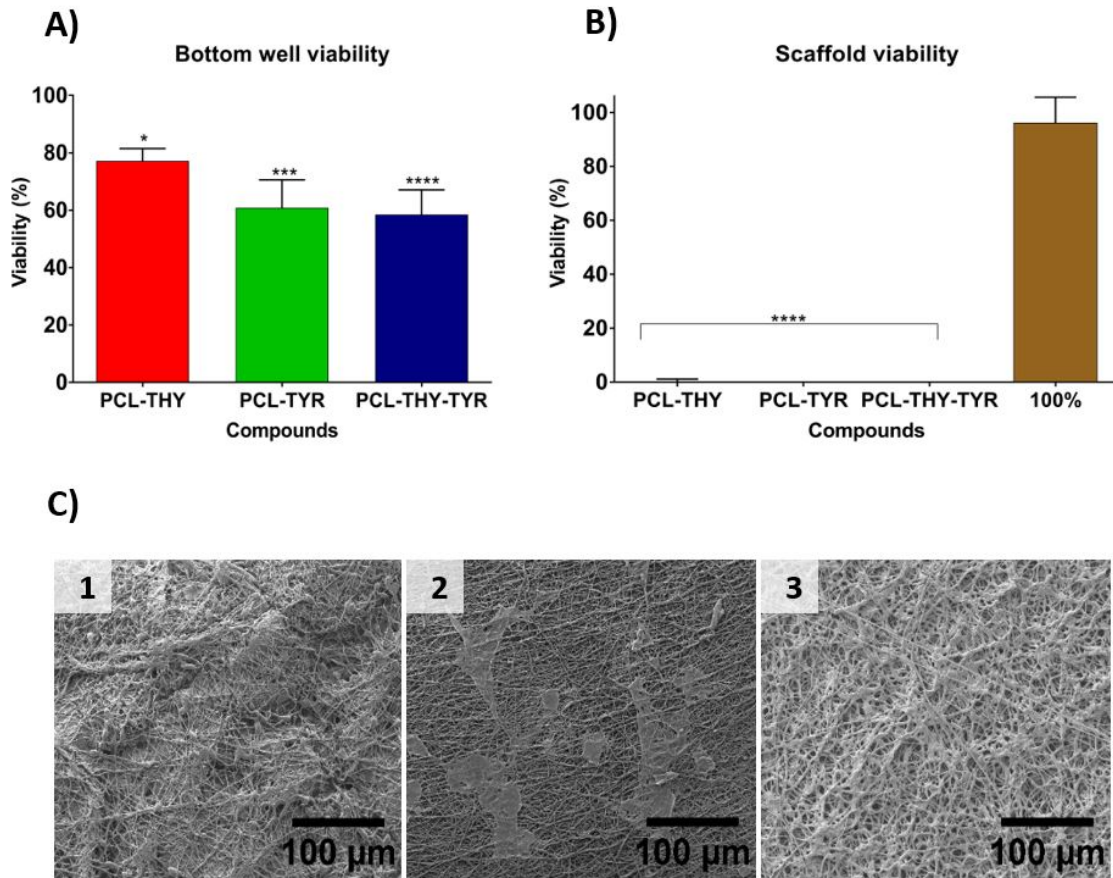 A)
Bottom well viability
Viability (%)
100
80
60
40
20
0
*
***
****
PCL-THY PCL-TYR PCL-THY-TYR
Compounds
B)
Scaffold viability
Viability (%)
100
80
60
40
20
0
****
PCL-THY PCL-TYR PCL-THY-TYR 100%
Compounds
C)
1
100 µm
2
100 µm
3
100 µm